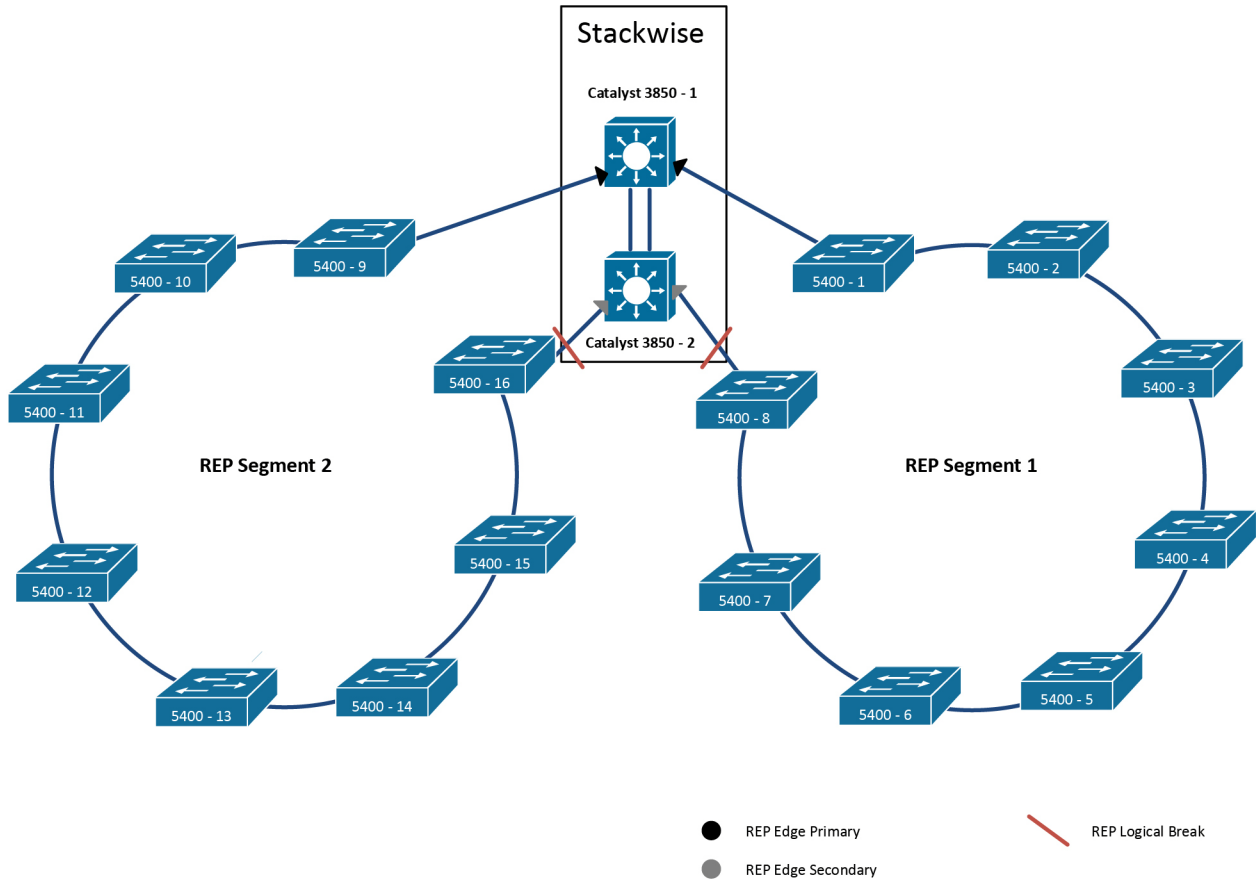 Stackwise
Catalyst 3850 - 1
5400 - 9
5400 - 10
5400 - 1
5400 - 2
Catalyst 3850 - 2
5400 - 16
5400 - 11
5400 - 8
5400 - 3
REP Segment 2
REP Segment 1
5400 - 15
5400 - 12
5400 - 7
5400 - 4
5400 - 14
5400 - 13
5400 - 6
5400 - 5
REP Edge Primary
REP Logical Break
REP Edge Secondary